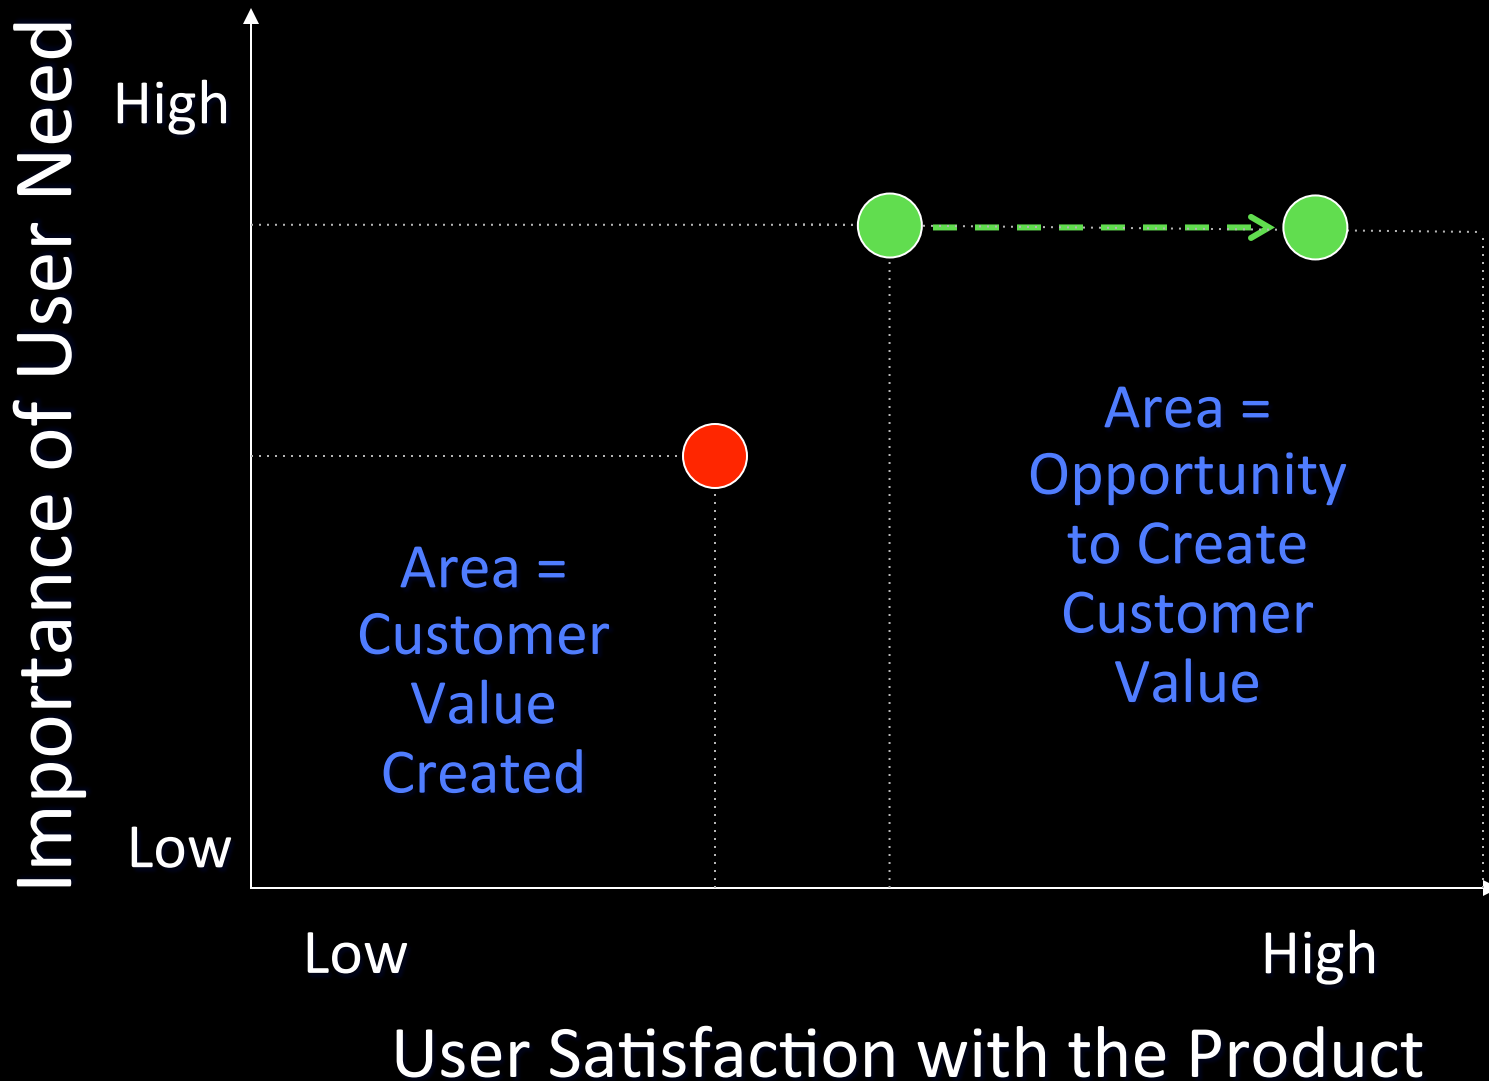 Importance of User Need
High
Low
Area =
Customer
Value
Created
Area =
Opportunity
to Create
Customer
Value
Low
High
User Satisfaction with the Product